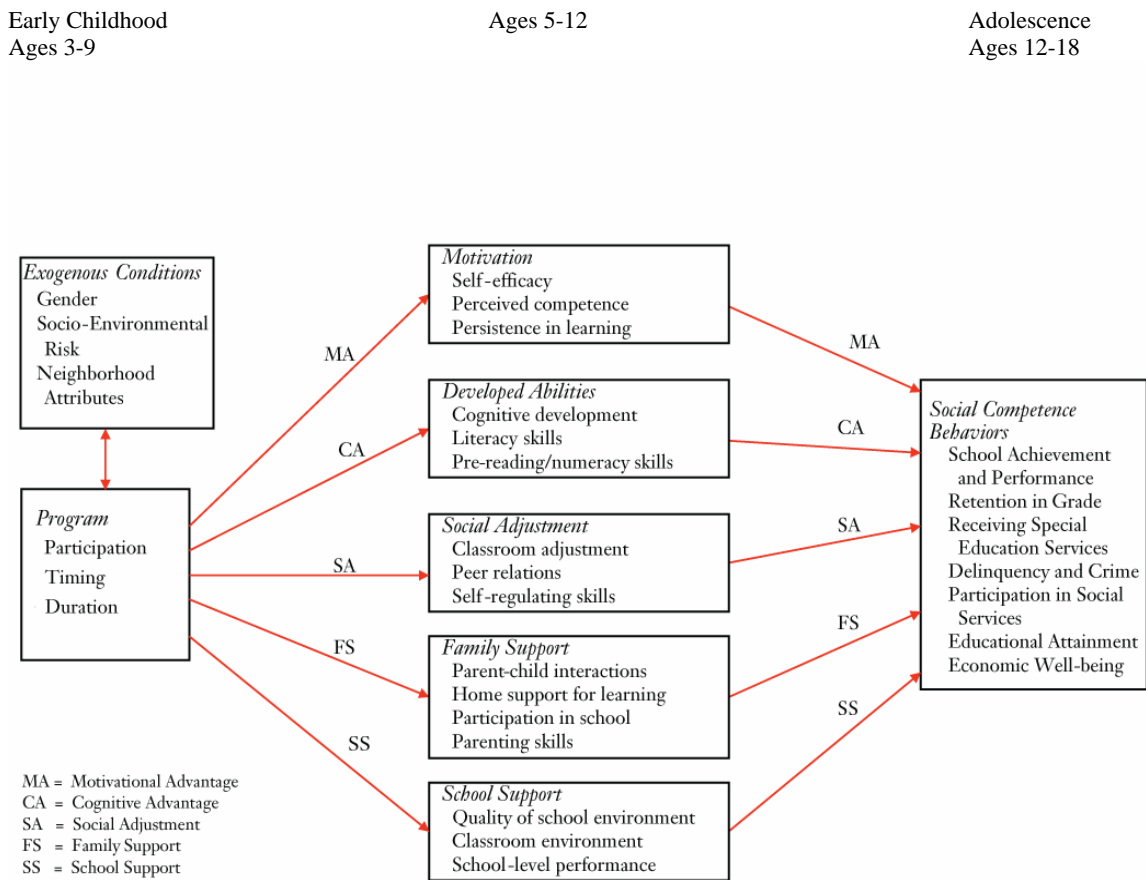 Early Childhood
Ages 3-9
Ages 5-12
Adolescence
Ages 12-18
Exogenous Conditions
Gender
Socio-Environmental
Risk
Neighborhood
Attributes
Program
Participation
Timing
Duration
MA
CA
SA
FS
SS
Motivation
Self-efficacy
Perceived competence
Persistence in learning
Developed Abilities
Cognitive development
Literacy skills
Pre-reading/numeracy skills
Social Adjustment
Classroom adjustment
Peer relations
Self-regulating skills
Family Support
Parent-child interactions
Home support for learning
Participation in school
Parenting skills
School Support
Quality of school environment
Classroom environment
School-level performance
MA
CA
SA
FS
SS
Social Competence
Behaviors
School Achievement
and Performance
Retention in Grade
Receiving Special
Education Services
Delinquency and Crime
Participation in Social
Services
Educational Attainment
Economic Well-being
MA = Motivational Advantage
CA = Cognitive Advantage
SA = Social Adjustment
FS = Family Support
SS = School Support